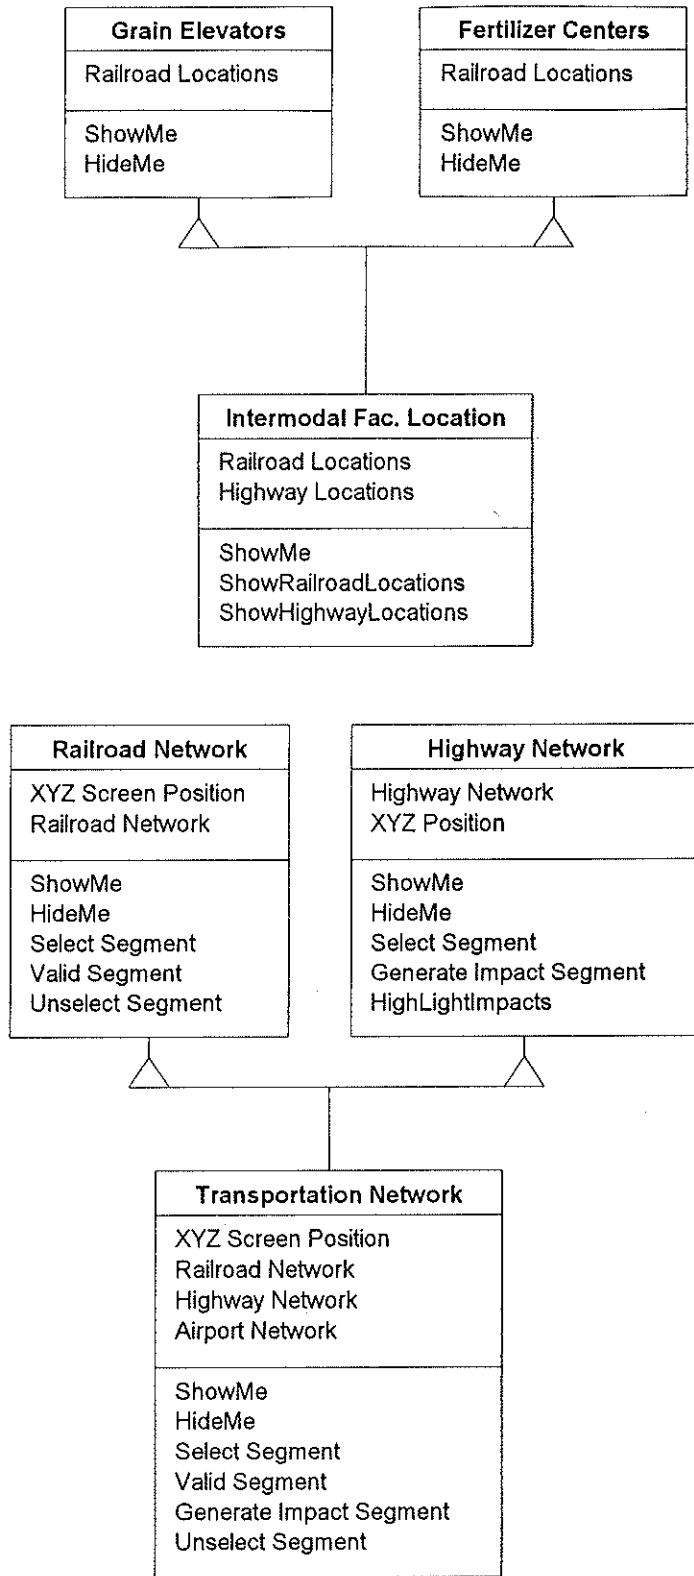 Grain Elevators
Railroad Locations
ShowMe
HideMe
Fertilizer Centers
Railroad Locations
ShowMe
HideMe
Intermodal Fac. Location
Railroad Locations
Highway Locations
ShowMe
ShowRailroadLocations
ShowHighwayLocations
Railroad Network
XYZ Screen Position
Railroad Network
ShowMe
HideMe
Select Segment
Valid Segment
Unselect Segment
Highway Network
Highway Network
XYZ Position
ShowMe
HideMe
Select Segment
Generate Impact Segment
HighLightImpacts
Transportation Network
XYZ Screen Position
Railroad Network
Highway Network
Airport Network
ShowMe
HideMe
Select Segment
Valid Segment
Generate Impact Segment
Unselect Segment